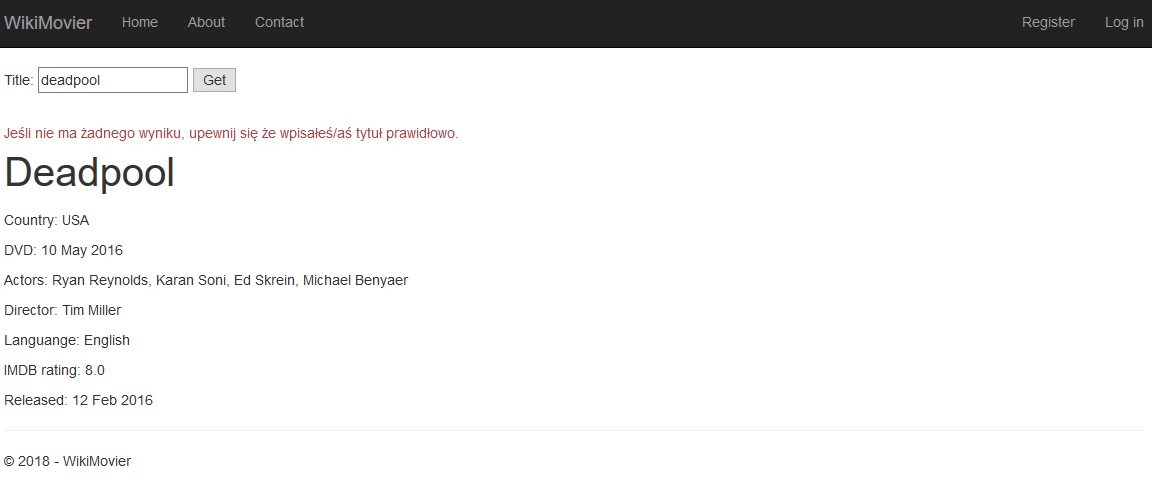 WikiMovier Home About Contact Register Log in
Title: deadpool Get
Jeśli nie ma żadnego wyniku, upewnij się że wpisałeś/aś tytuł prawidłowo.
Deadpool
Country: USA
DVD: 10 May 2016
Actors: Ryan Reynolds, Karan Soni, Ed Skrein, Michael Benyaer
Director: Tim Miller
Languange: English
IMDB rating: 8.0
Released: 12 Feb 2016
© 2018 - WikiMovier